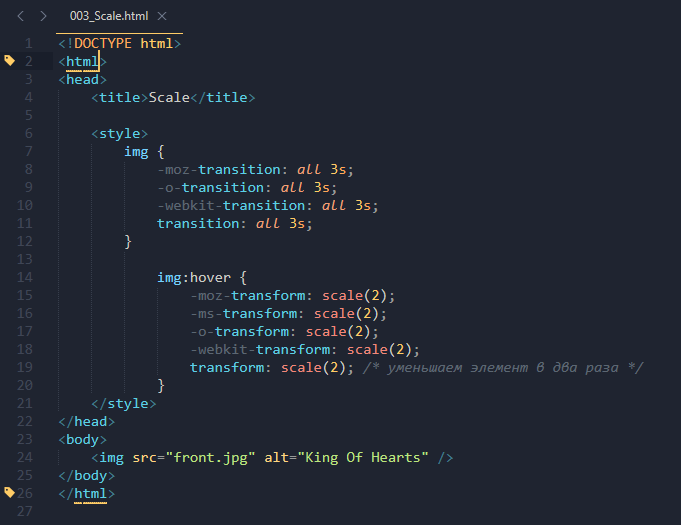 003_Scale.html
1 <!DOCTYPE html>
2 <html>
3 <head>
4     <title>Scale</title>
5
6     <style>
7         img {
8             -moz-transition: all 3s;
9             -o-transition: all 3s;
10             -webkit-transition: all 3s;
11             transition: all 3s;
12         }
13
14             img:hover {
15                 -moz-transform: scale(2);
16                 -ms-transform: scale(2);
17                 -o-transform: scale(2);
18                 -webkit-transform: scale(2);
19                 transform: scale(2); /* уменьшаем элемент в два раза */
20             }
21     </style>
22 </head>
23 <body>
24     <img src="front.jpg" alt="King Of Hearts" />
25 </body>
26 </html>
27